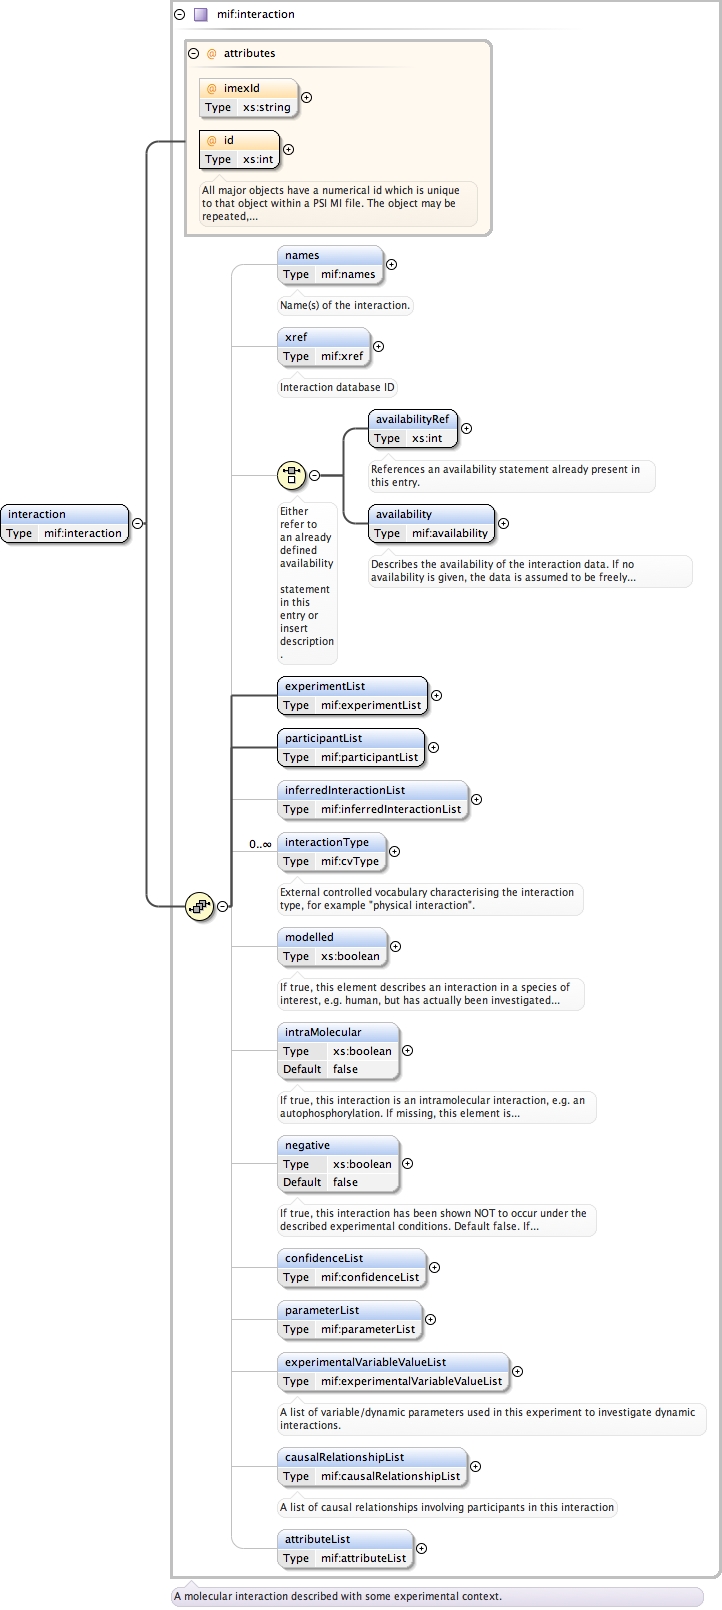 mif:interaction
@ attributes
@ imexId
Type xs:string
@ id
Type xs:int
All major objects have a numerical id which is unique
to that object within a PSI MI file. The object may be
repeated,...
names
Type mif:names
Name(s) of the interaction.
xref
Type mif:xref
Interaction database ID
availabilityRef
Type xs:int
References an availability statement already present in
this entry.
interaction
Type mif:interaction
Either
refer to
an already
defined
availability
statement
in this
entry or
insert
description
.
availability
Type mif:availability
Describes the availability of the interaction data. If no
availability is given, the data is assumed to be freely...
experimentList
Type mif:experimentList
participantList
Type mif:participantList
inferredInteractionList
Type mif:inferredInteractionList
0..∞
interactionType
Type mif:cvType
External controlled vocabulary characterising the interaction
type, for example "physical interaction".
modelled
Type xs:boolean
If true, this element describes an interaction in a species of
interest, e.g. human, but has actually been investigated...
intraMolecular
Type xs:boolean
Default false
If true, this interaction is an intramolecular interaction, e.g. an
autophosphorylation. If missing, this element is...
negative
Type xs:boolean
Default false
If true, this interaction has been shown NOT to occur under the
described experimental conditions. Default false. If...
confidenceList
Type mif:confidenceList
parameterList
Type mif:parameterList
experimentalVariableValueList
Type mif:experimentalVariableValueList
A list of variable/dynamic parameters used in this experiment to investigate dynamic
interactions.
causalRelationshipList
Type mif:causalRelationshipList
A list of causal relationships involving participants in this interaction
attributeList
Type mif:attributeList
A molecular interaction described with some experimental context.